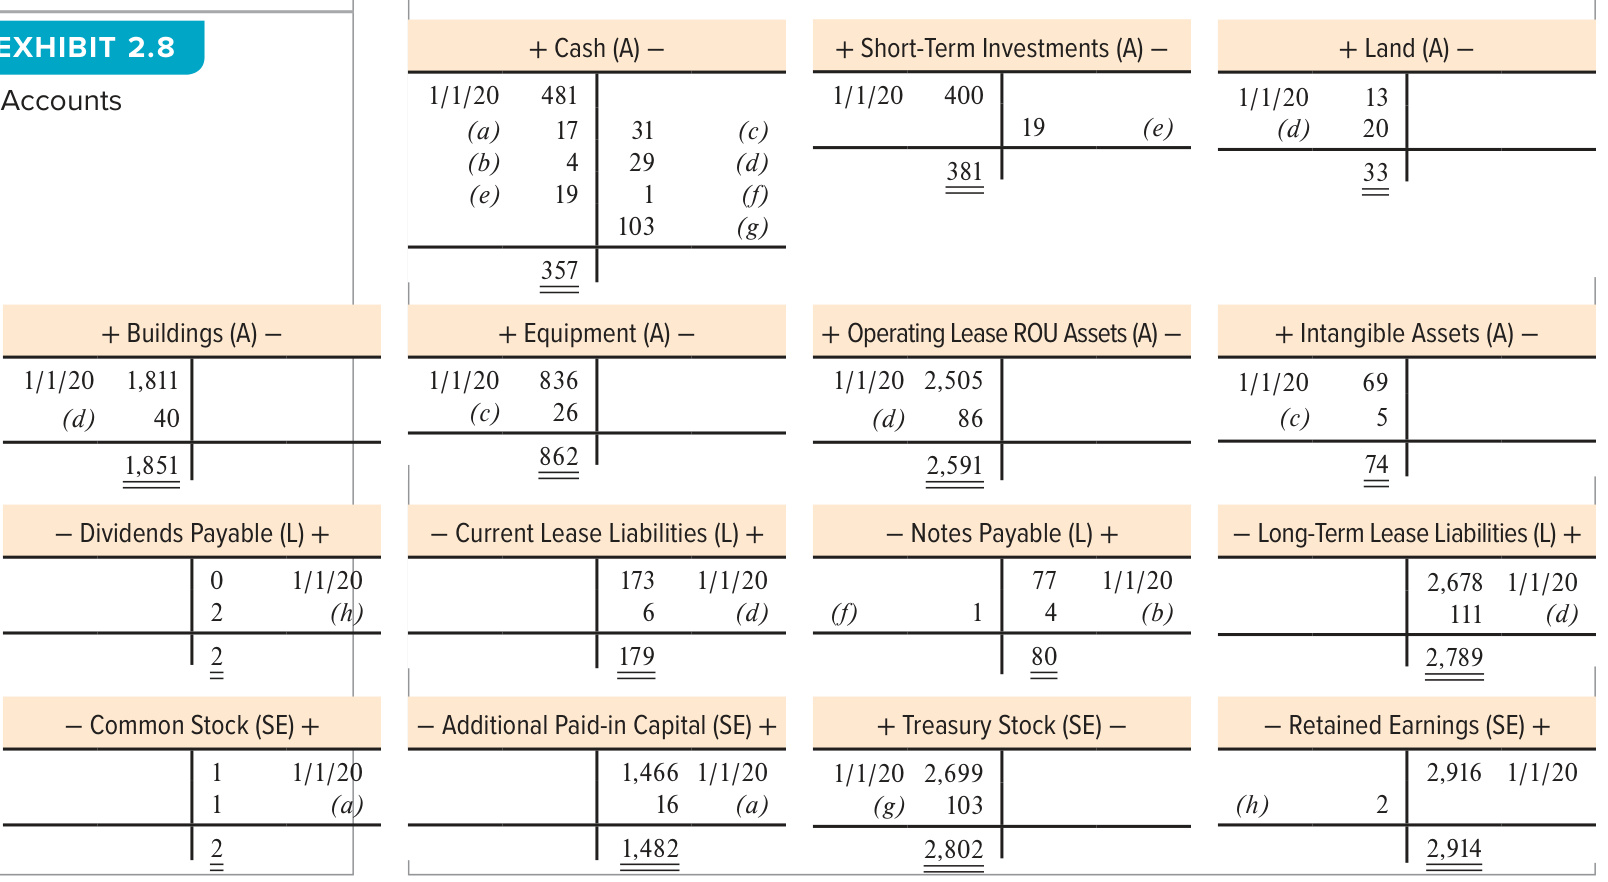 EXHIBIT 2.8
Accounts
+ Cash (A) −
1/1/20 481
(a) 17 31 (c)
(b) 4 29 (d)
(e) 19 1 (f)
103 (g)
357
+ Short-Term Investments (A) −
1/1/20 400
19 (e)
381
+ Land (A) −
1/1/20 13
(d) 20
33
+ Buildings (A) −
1/1/20 1,811
(d) 40
1,851
+ Equipment (A) −
1/1/20 836
(c) 26
862
+ Operating Lease ROU Assets (A) −
1/1/20 2,505
(d) 86
2,591
+ Intangible Assets (A) −
1/1/20 69
(c) 5
74
− Dividends Payable (L) +
0 1/1/20
2 (h)
2
− Current Lease Liabilities (L) +
173 1/1/20
6 (d)
179
− Notes Payable (L) +
77 1/1/20
(f) 1 4 (b)
80
− Long-Term Lease Liabilities (L) +
2,678 1/1/20
111 (d)
2,789
− Common Stock (SE) +
1 1/1/20
1 (a)
2
− Additional Paid-in Capital (SE) +
1,466 1/1/20
16 (a)
1,482
+ Treasury Stock (SE) −
1/1/20 2,699
(g) 103
2,802
− Retained Earnings (SE) +
2,916 1/1/20
(h) 2
2,914